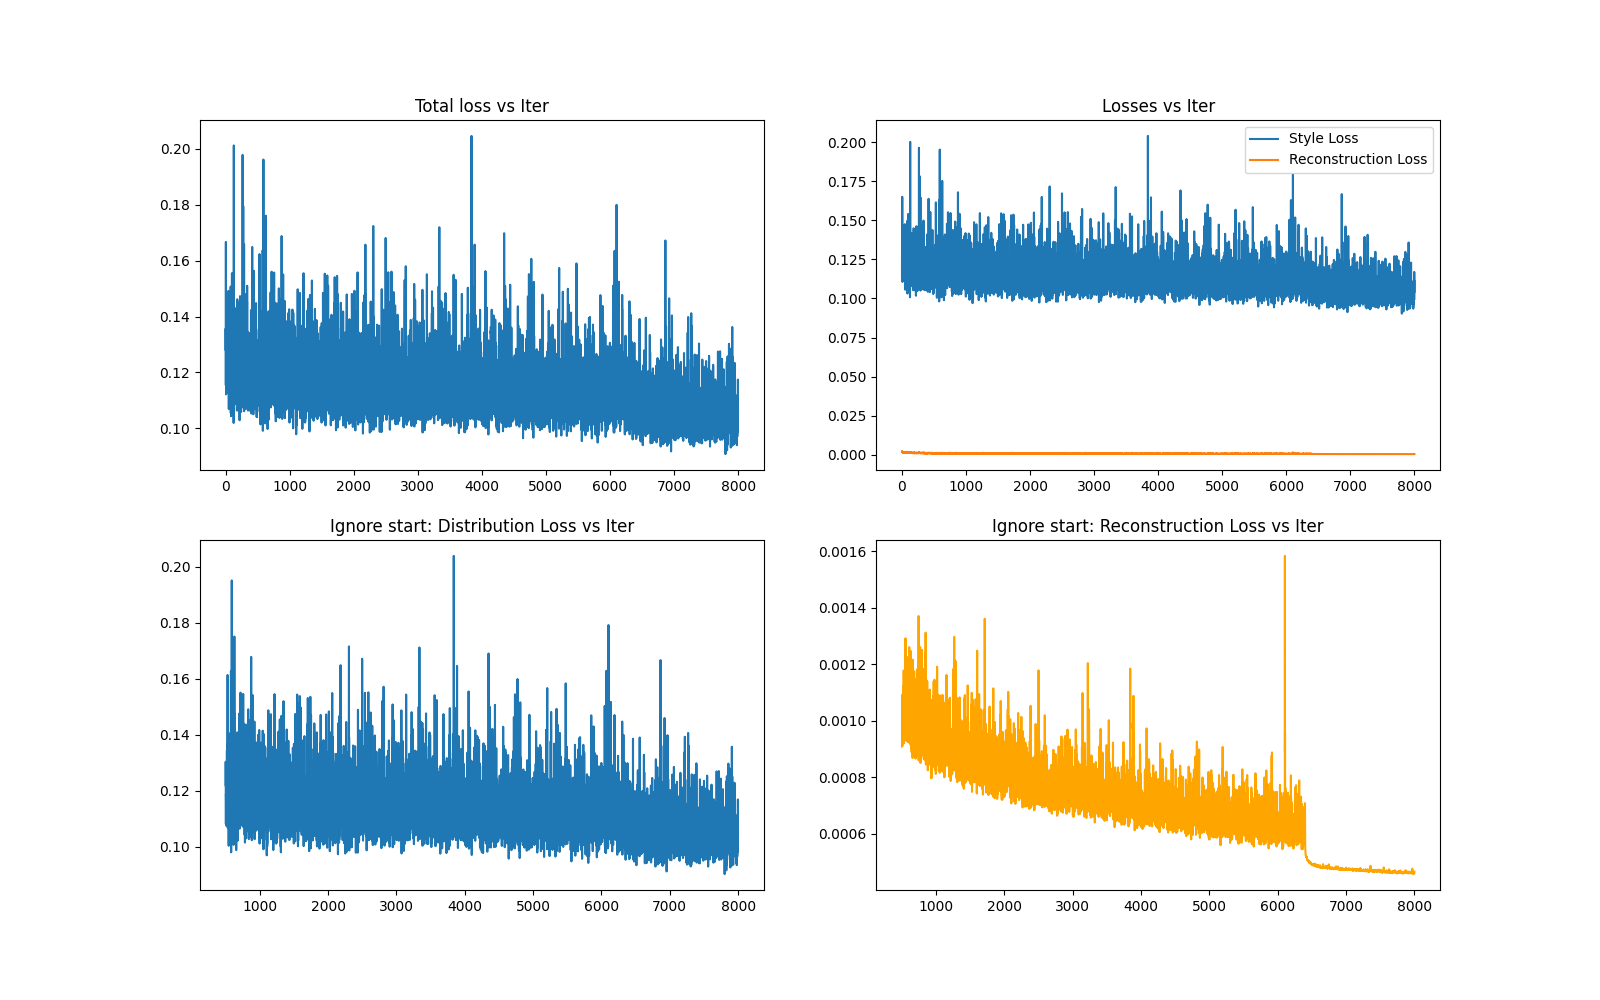 Total loss vs Iter
0.20
0.18
0.16
0.14
0.12
0.10
0 1000 2000 3000 4000 5000 6000 7000 8000
Losses vs Iter
Style Loss
Reconstruction Loss
0.200
0.175
0.150
0.125
0.100
0.075
0.050
0.025
0.000
0 1000 2000 3000 4000 5000 6000 7000 8000
Ignore start: Distribution Loss vs Iter
0.20
0.18
0.16
0.14
0.12
0.10
1000 2000 3000 4000 5000 6000 7000 8000
Ignore start: Reconstruction Loss vs Iter
0.0016
0.0014
0.0012
0.0010
0.0008
0.0006
1000 2000 3000 4000 5000 6000 7000 8000